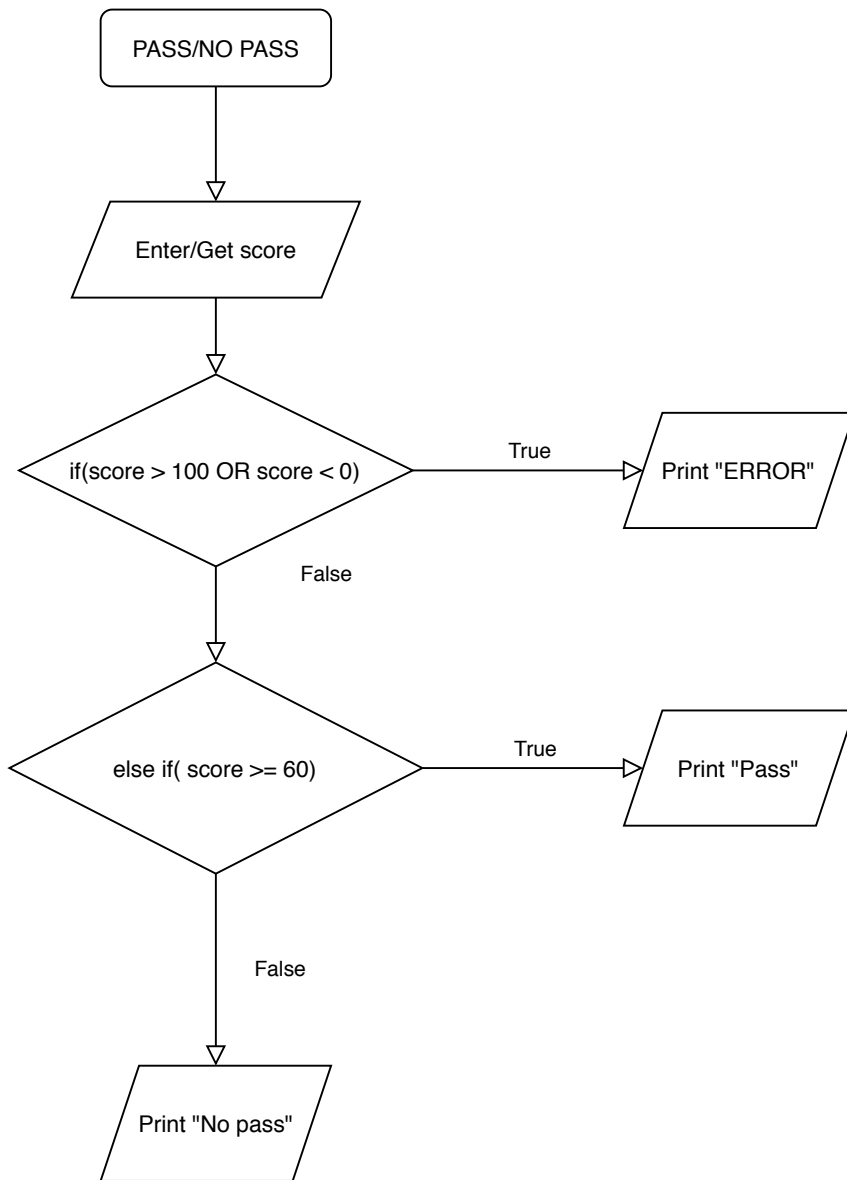 PASS/NO PASS
Enter/Get score
if(score > 100 OR score < 0)
True
Print "ERROR"
False
else if( score >= 60)
True
Print "Pass"
False
Print "No pass"